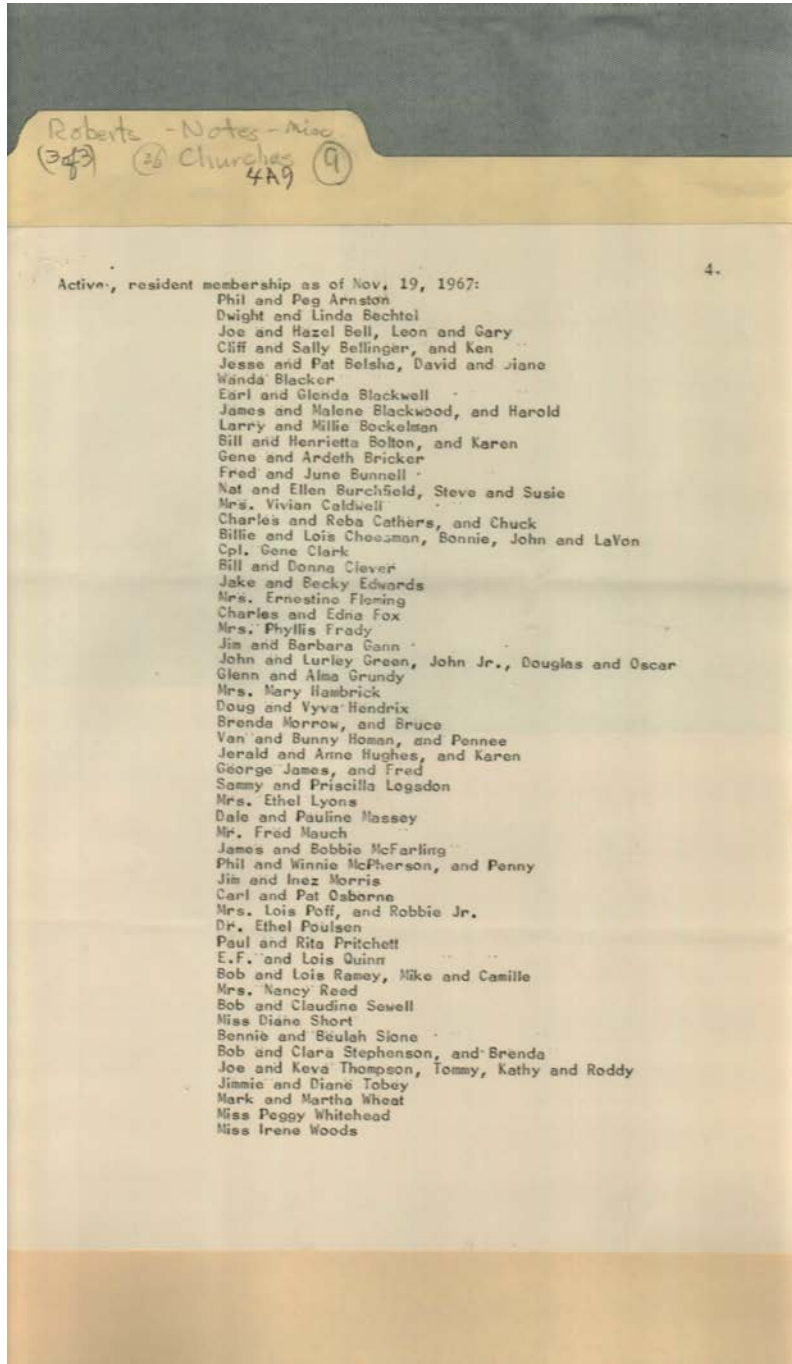 Roberts - Notes - Misc
(3 of 3) (36) Churches (9)
4A9
4.
Active, resident membership as of Nov. 19, 1967:
Phil and Peg Arnston
Dwight and Linda Bechtel
Joe and Hazel Bell, Leon and Gary
Cliff and Sally Bellinger, and Ken
Jesse and Pat Belsha, David and Diane
Wanda Blacker
Earl and Glenda Blackwell
James and Malene Blackwood, and Harold
Larry and Millie Bockelman
Bill and Henrietta Bolton, and Karen
Gene and Ardeth Bricker
Fred and June Bunnell
Nat and Ellen Burchfield, Steve and Susie
Mrs. Vivian Caldwell
Charles and Reba Cathers, and Chuck
Billie and Lois Cheesman, Bonnie, John and LaVon
Cpl. Gene Clark
Bill and Donna Clever
Jake and Becky Edwards
Mrs. Ernestine Fleming
Charles and Edna Fox
Mrs. Phyllis Frady
Jim and Barbara Gann
John and Lurley Green, John Jr., Douglas and Oscar
Glenn and Alma Grundy
Mrs. Mary Hambrick
Doug and Vyva Hendrix
Brenda Morrow, and Bruce
Van and Bunny Homan, and Pennee
Jerald and Anne Hughes, and Karen
George James, and Fred
Sammy and Priscilla Logsdon
Mrs. Ethel Lyons
Dale and Pauline Massey
Mr. Fred Mauch
James and Bobbie McFarling
Phil and Winnie McPherson, and Penny
Jim and Inez Morris
Carl and Pat Osborne
Mrs. Lois Poff, and Robbie Jr.
Dr. Ethel Poulsen
Paul and Rita Pritchett
E.F. and Lois Quinn
Bob and Lois Ramey, Mike and Camille
Mrs. Nancy Reed
Bob and Claudine Sewell
Miss Diane Short
Bennie and Beulah Sione
Bob and Clara Stephenson, and Brenda
Joe and Keva Thompson, Tommy, Kathy and Roddy
Jimmie and Diane Tobey
Mark and Martha Wheat
Miss Peggy Whitehead
Miss Irene Woods